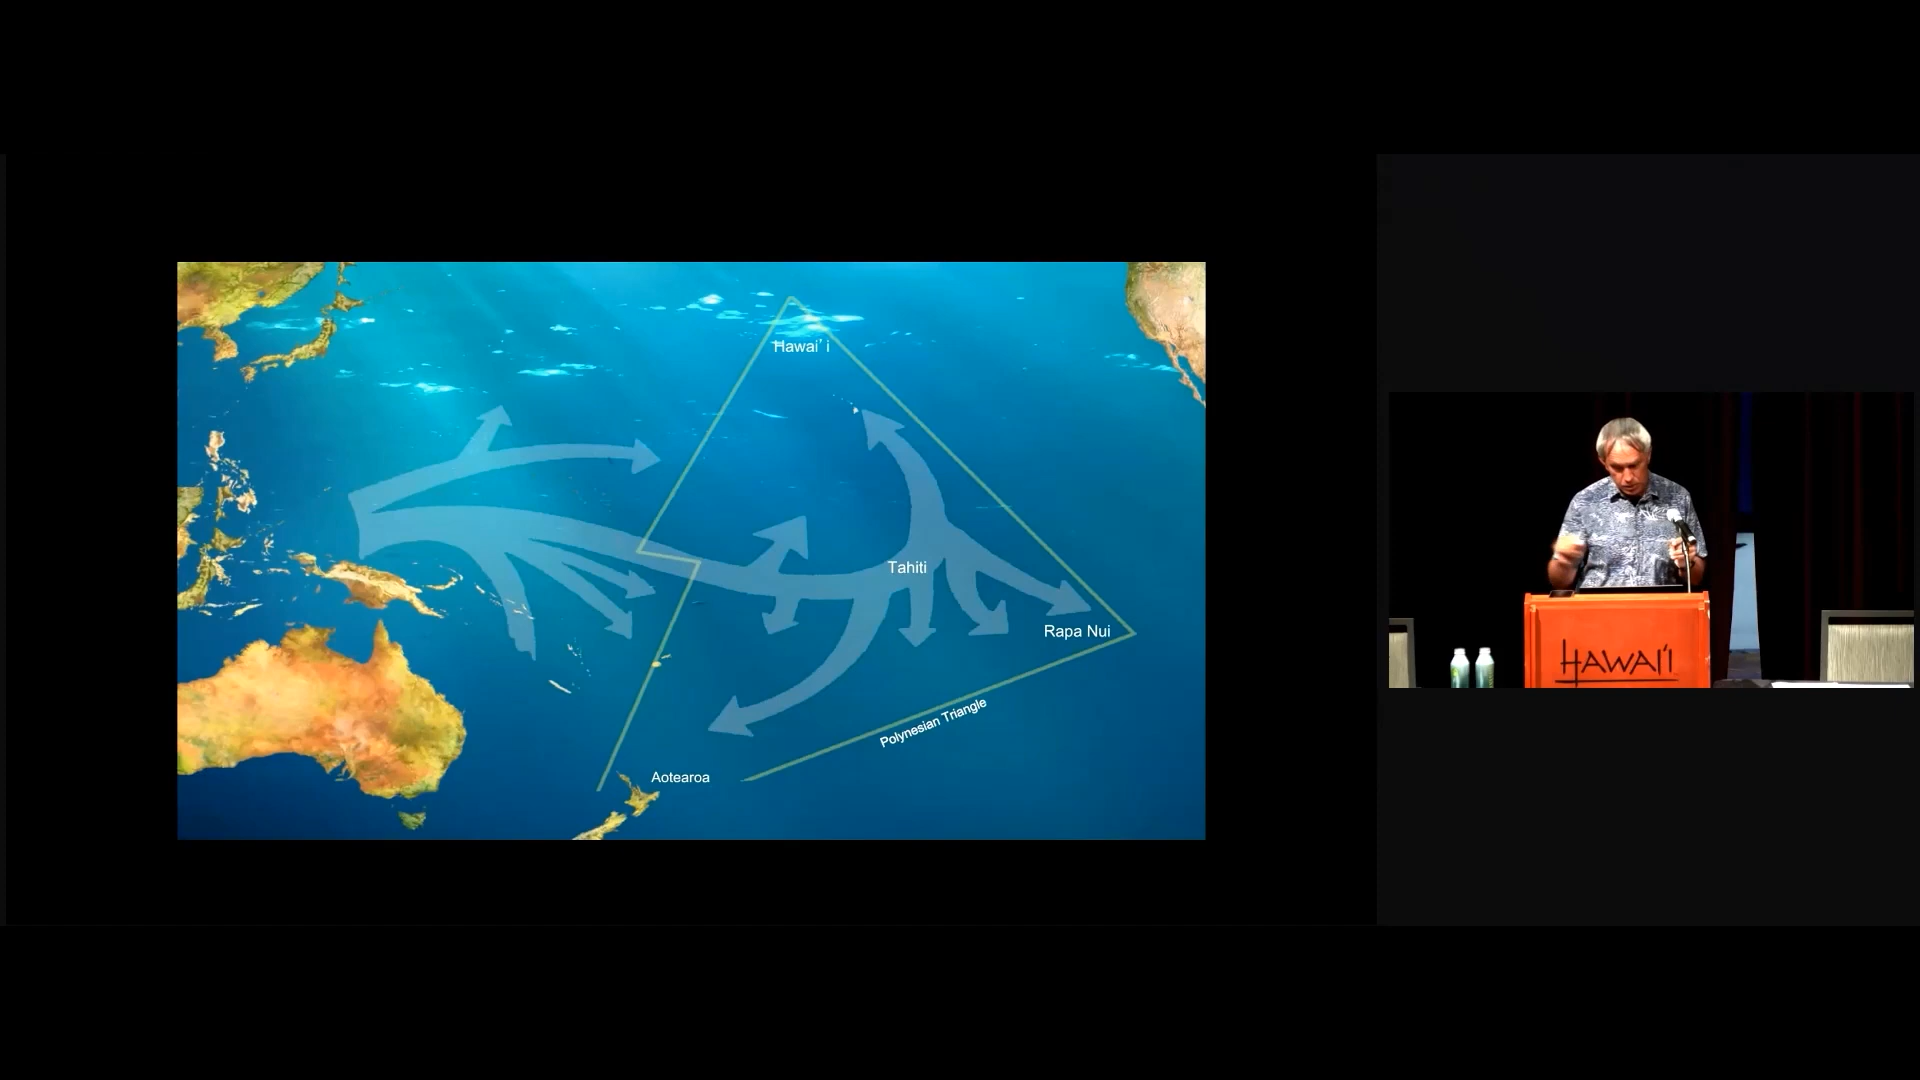 Hawai' i
Tahiti
Rapa Nui
Polynesian Triangle
Aotearoa
HAWAI'I